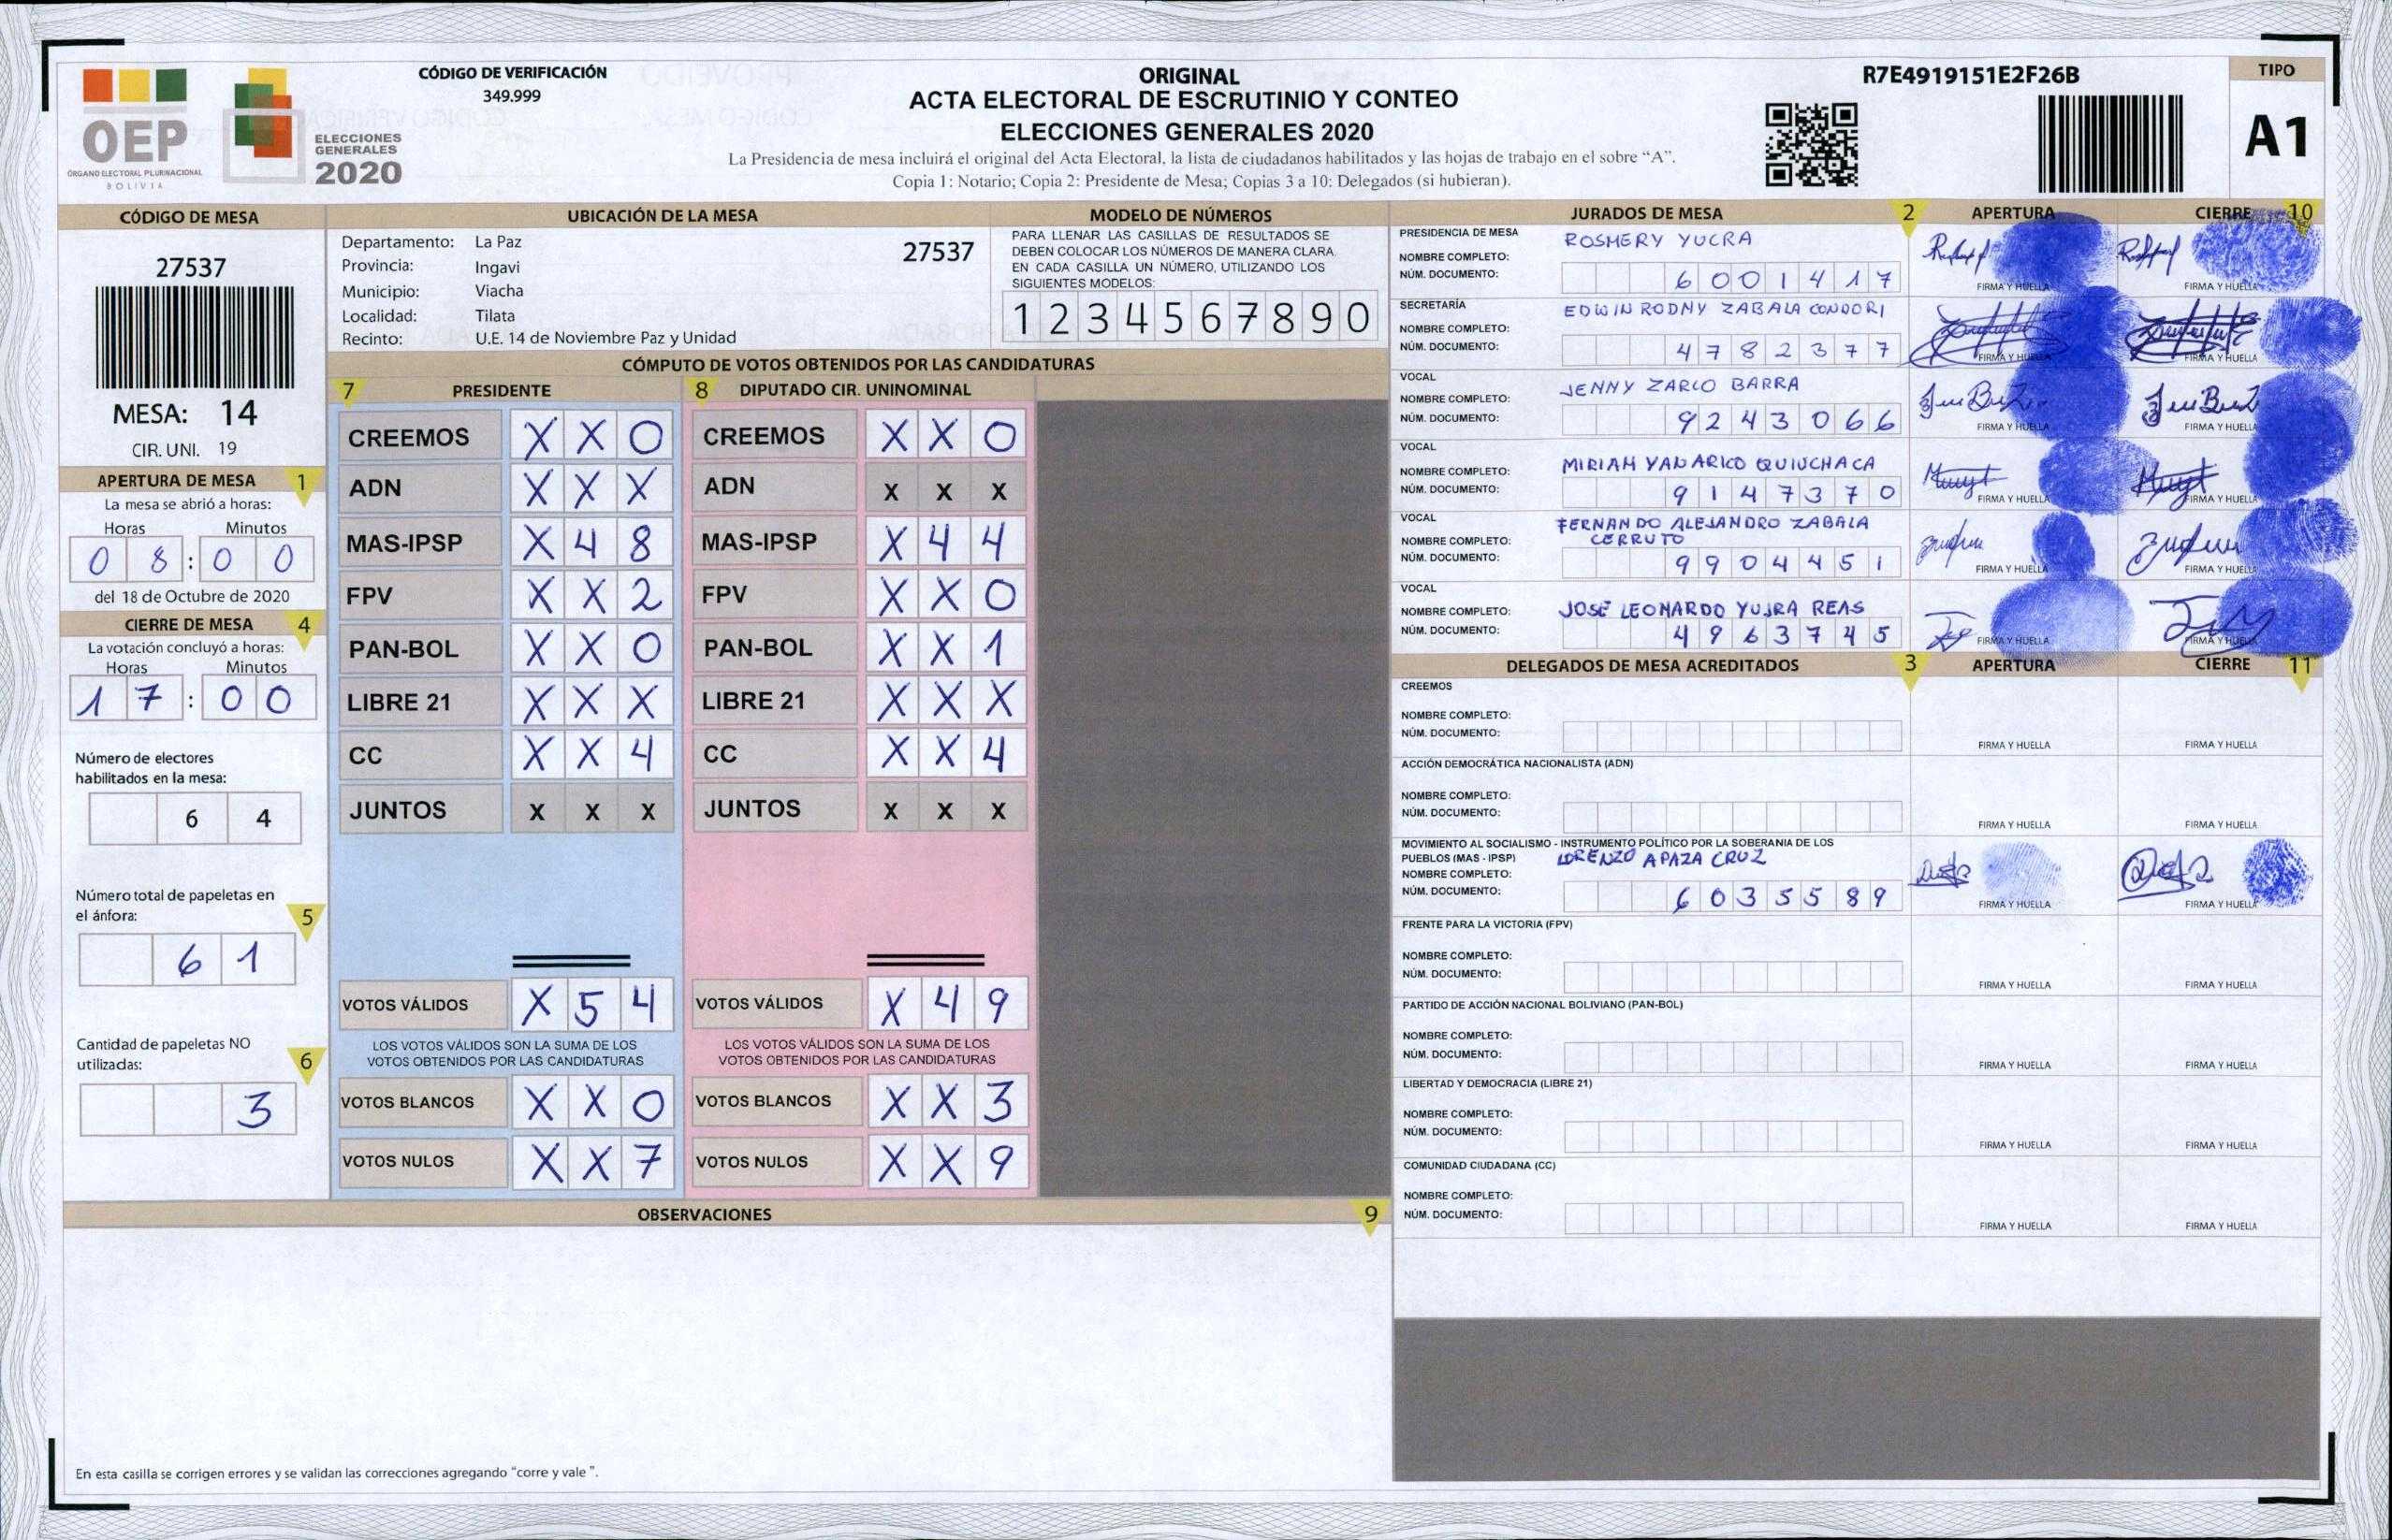 OEP
ÓRGANO ELECTORAL PLURINACIONAL
BOLIVIA
ELECCIONES
GENERALES
2020
CÓDIGO DE VERIFICACIÓN
349.999
ORIGINAL
ACTA ELECTORAL DE ESCRUTINIO Y CONTEO
ELECCIONES GENERALES 2020
La Presidencia de mesa incluirá el original del Acta Electoral, la lista de ciudadanos habilitados y las hojas de trabajo en el sobre “A”.
Copia 1: Notario; Copia 2: Presidente de Mesa; Copias 3 a 10: Delegados (si hubieran).
R7E4919151E2F26B
TIPO
A1
CÓDIGO DE MESA
27537
MESA: 14
CIR. UNI. 19
APERTURA DE MESA 1
La mesa se abrió a horas:
Horas Minutos
0 8 : 0 0
del 18 de Octubre de 2020
CIERRE DE MESA 4
La votación concluyó a horas:
Horas Minutos
1 7 : 0 0
Número de electores
habilitados en la mesa:
6 4
Número total de papeletas en
el ánfora: 5
6 1
Cantidad de papeletas NO
utilizadas: 6
3
UBICACIÓN DE LA MESA
Departamento: La Paz 27537
Provincia: Ingavi
Municipio: Viacha
Localidad: Tilata
Recinto: U.E. 14 de Noviembre Paz y Unidad
MODELO DE NÚMEROS
PARA LLENAR LAS CASILLAS DE RESULTADOS SE
DEBEN COLOCAR LOS NÚMEROS DE MANERA CLARA.
EN CADA CASILLA UN NÚMERO, UTILIZANDO LOS
SIGUIENTES MODELOS:
1 2 3 4 5 6 7 8 9 0
CÓMPUTO DE VOTOS OBTENIDOS POR LAS CANDIDATURAS
7 PRESIDENTE
CREEMOS X X 0
ADN X X X
MAS-IPSP X 4 8
FPV X X 2
PAN-BOL X X 0
LIBRE 21 X X X
CC X X 4
JUNTOS X X X
VOTOS VÁLIDOS X 5 4
LOS VOTOS VÁLIDOS SON LA SUMA DE LOS
VOTOS OBTENIDOS POR LAS CANDIDATURAS
VOTOS BLANCOS X X 0
VOTOS NULOS X X 7
8 DIPUTADO CIR. UNINOMINAL
CREEMOS X X 0
ADN X X X
MAS-IPSP X 4 4
FPV X X 0
PAN-BOL X X 1
LIBRE 21 X X X
CC X X 4
JUNTOS X X X
VOTOS VÁLIDOS X 4 9
LOS VOTOS VÁLIDOS SON LA SUMA DE LOS
VOTOS OBTENIDOS POR LAS CANDIDATURAS
VOTOS BLANCOS X X 3
VOTOS NULOS X X 9
OBSERVACIONES 9
En esta casilla se corrigen errores y se validan las correcciones agregando “corre y vale ”.
JURADOS DE MESA 2 APERTURA CIERRE 10
PRESIDENCIA DE MESA ROSMERY YUCRA
NOMBRE COMPLETO:
NÚM. DOCUMENTO: 6 0 0 1 4 1 7
FIRMA Y HUELLA FIRMA Y HUELLA
SECRETARÍA EDWIN RODNY ZABALA CONDORI
NOMBRE COMPLETO:
NÚM. DOCUMENTO: 4 7 8 2 3 7 7
FIRMA Y HUELLA FIRMA Y HUELLA
VOCAL JENNY ZARCO BARRA
NOMBRE COMPLETO:
NÚM. DOCUMENTO: 9 2 4 3 0 6 6
FIRMA Y HUELLA FIRMA Y HUELLA
VOCAL
NOMBRE COMPLETO: MIRIAM YANARICO QUIUCHACA
NÚM. DOCUMENTO: 9 1 4 7 3 7 0
FIRMA Y HUELLA FIRMA Y HUELLA
VOCAL FERNANDO ALEJANDRO ZABALA
NOMBRE COMPLETO: CERRUTO
NÚM. DOCUMENTO: 9 9 0 4 4 5 1
FIRMA Y HUELLA FIRMA Y HUELLA
VOCAL
NOMBRE COMPLETO: JOSE LEONARDO YUJRA REAS
NÚM. DOCUMENTO: 4 9 6 3 7 4 5
FIRMA Y HUELLA FIRMA Y HUELLA
DELEGADOS DE MESA ACREDITADOS 3 APERTURA CIERRE 11
CREEMOS
NOMBRE COMPLETO:
NÚM. DOCUMENTO:
FIRMA Y HUELLA FIRMA Y HUELLA
ACCIÓN DEMOCRÁTICA NACIONALISTA (ADN)
NOMBRE COMPLETO:
NÚM. DOCUMENTO:
FIRMA Y HUELLA FIRMA Y HUELLA
MOVIMIENTO AL SOCIALISMO - INSTRUMENTO POLÍTICO POR LA SOBERANIA DE LOS
PUEBLOS (MAS - IPSP) LORENZO APAZA CRUZ
NOMBRE COMPLETO:
NÚM. DOCUMENTO: 6 0 3 5 5 8 9
FIRMA Y HUELLA FIRMA Y HUELLA
FRENTE PARA LA VICTORIA (FPV)
NOMBRE COMPLETO:
NÚM. DOCUMENTO:
FIRMA Y HUELLA FIRMA Y HUELLA
PARTIDO DE ACCIÓN NACIONAL BOLIVIANO (PAN-BOL)
NOMBRE COMPLETO:
NÚM. DOCUMENTO:
FIRMA Y HUELLA FIRMA Y HUELLA
LIBERTAD Y DEMOCRACIA (LIBRE 21)
NOMBRE COMPLETO:
NÚM. DOCUMENTO:
FIRMA Y HUELLA FIRMA Y HUELLA
COMUNIDAD CIUDADANA (CC)
NOMBRE COMPLETO:
NÚM. DOCUMENTO:
FIRMA Y HUELLA FIRMA Y HUELLA